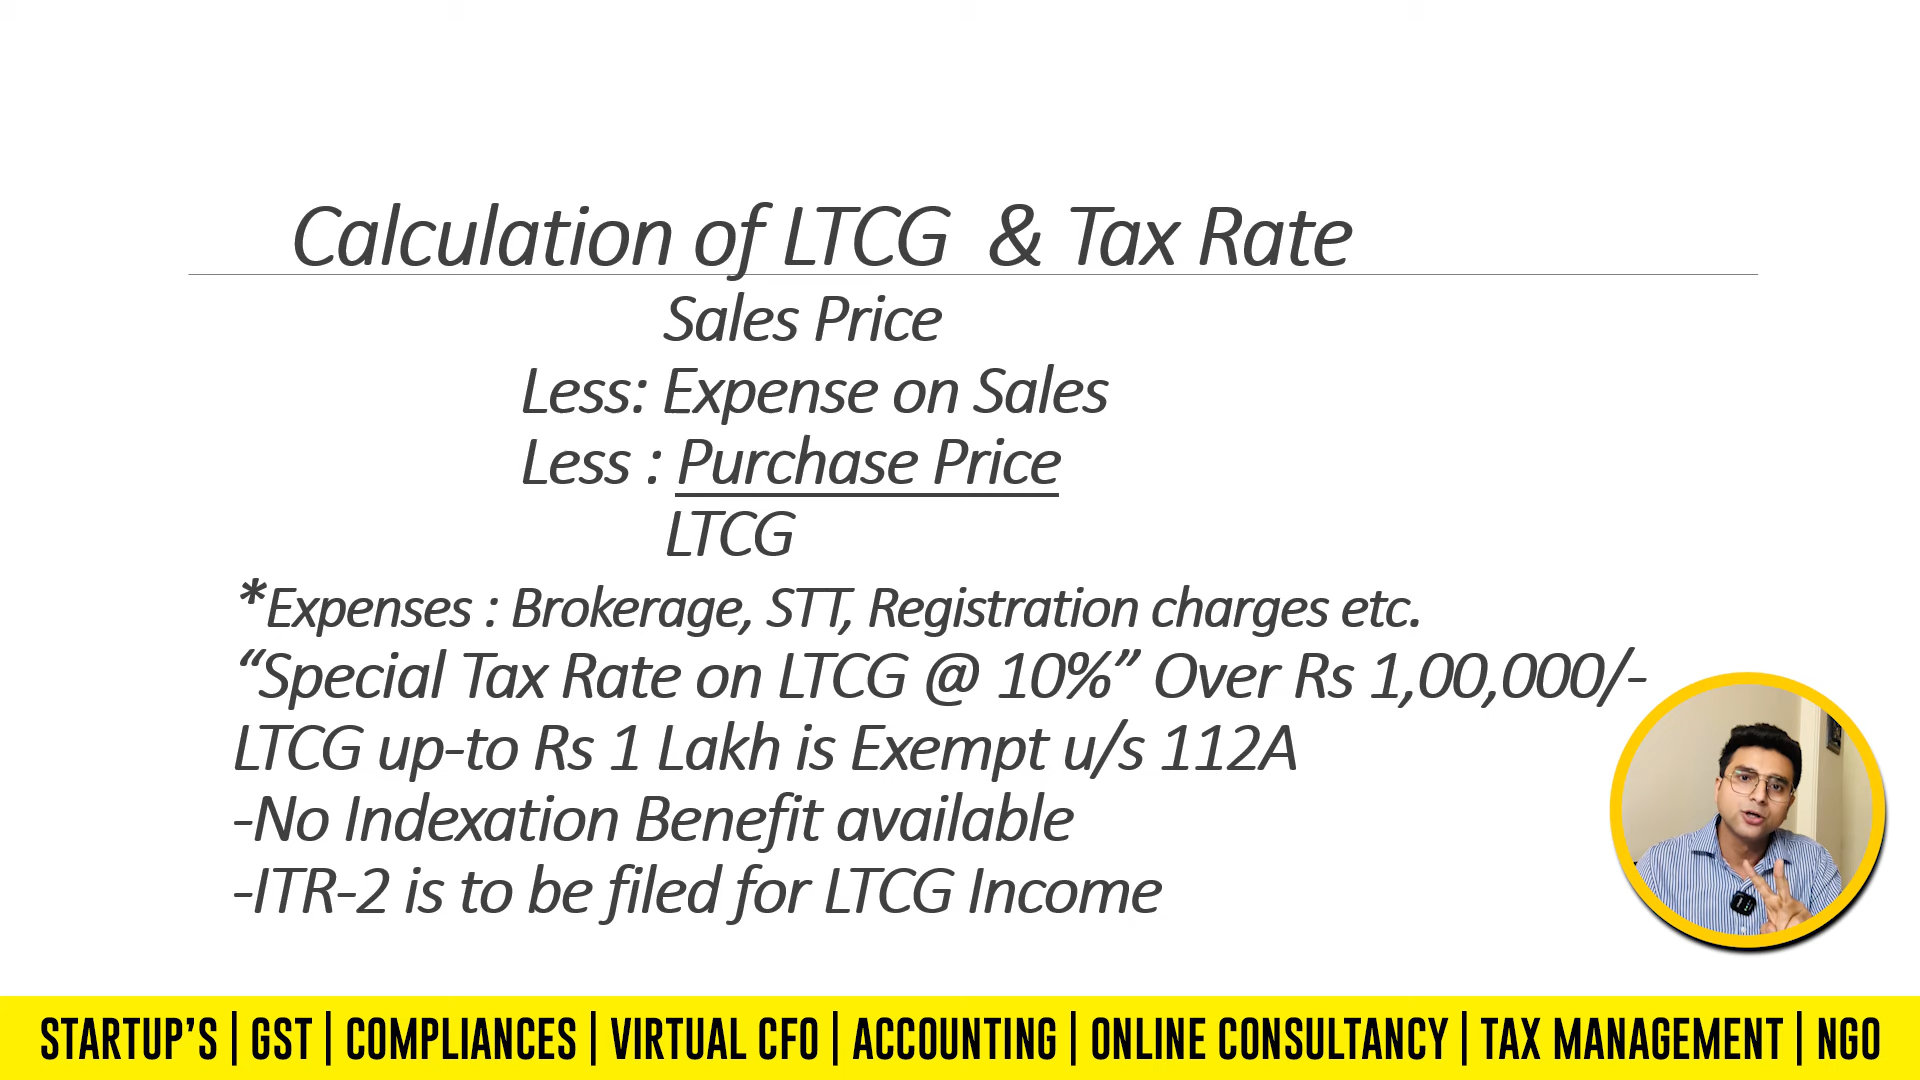 Calculation of LTCG & Tax Rate
Sales Price
Less: Expense on Sales
Less : Purchase Price
LTCG
*Expenses : Brokerage, STT, Registration charges etc.
“Special Tax Rate on LTCG @ 10%” Over Rs 1,00,000/-
LTCG up-to Rs 1 Lakh is Exempt u/s 112A
-No Indexation Benefit available
-ITR-2 is to be filed for LTCG Income
STARTUP’S | GST | COMPLIANCES | VIRTUAL CFO | ACCOUNTING | ONLINE CONSULTANCY | TAX MANAGEMENT | NGO